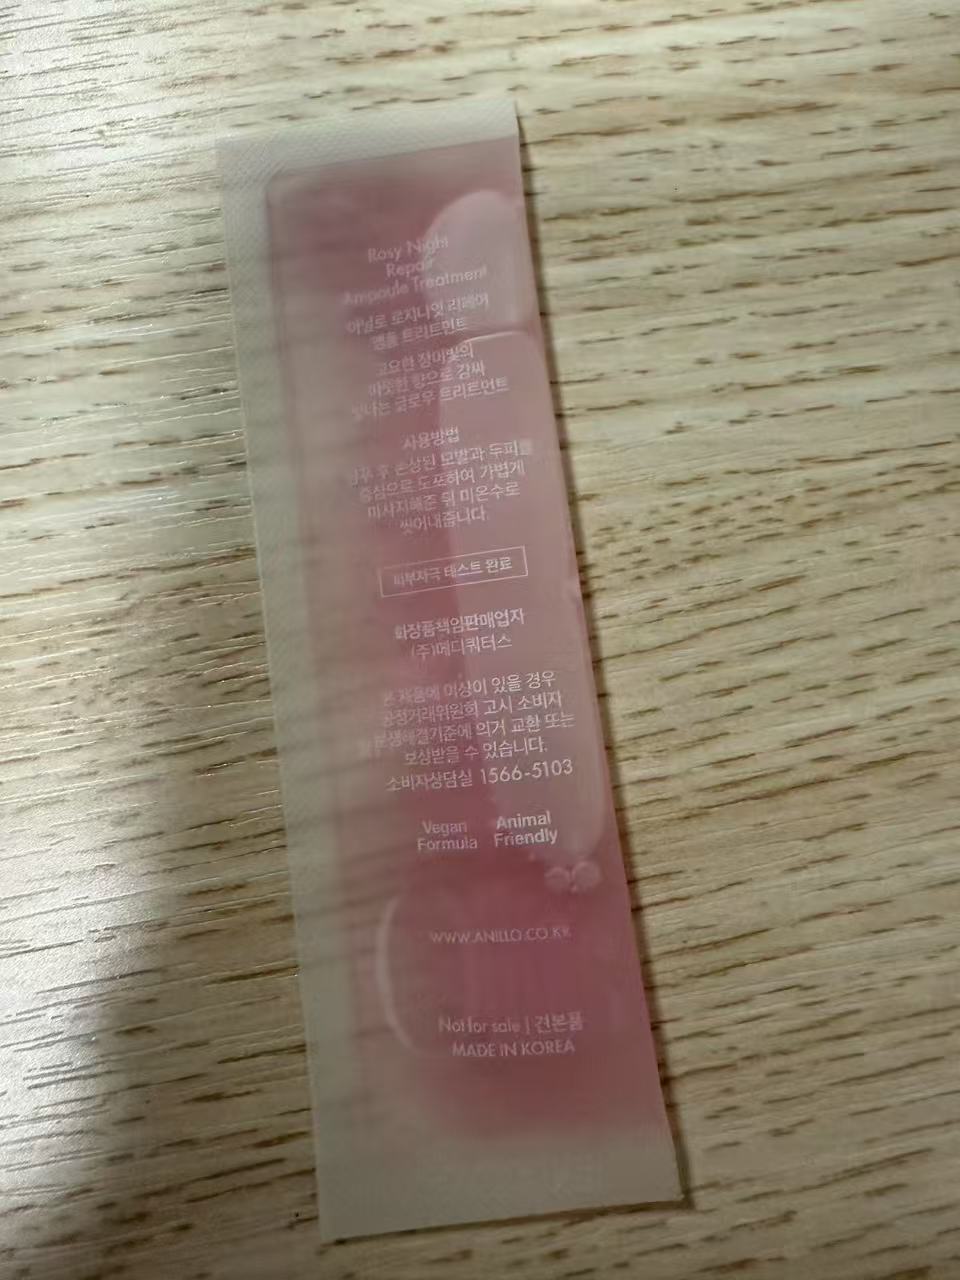 Rosy Night
Repair
Ampoule Treatment
아닐로 로지나잇 리페어
앰플 트리트먼트
고요한 장미빛의
따뜻한 향으로 감싸
빛나는 글로우 트리트먼트
사용방법
샴푸 후 손상된 모발과 두피를
중심으로 도포하여 가볍게
마사지해준 뒤 미온수로
씻어내줍니다.
피부자극 테스트 완료
화장품책임판매업자
(주)메디쿼터스
본 제품에 이상이 있을 경우
공정거래위원회 고시 소비자
분쟁해결기준에 의거 교환 또는
보상받을 수 있습니다.
소비자상담실 1566-5103
Vegan
Formula
Animal
Friendly
WWW.ANILLO.CO.KR
Not for sale | 견본품
MADE IN KOREA